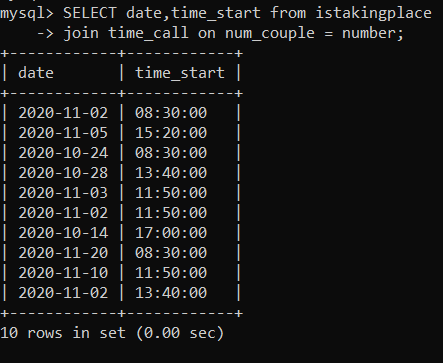 mysql> SELECT date,time_start from istakingplace
    -> join time_call on num_couple = number;
+------------+------------+
| date       | time_start |
+------------+------------+
| 2020-11-02 | 08:30:00   |
| 2020-11-05 | 15:20:00   |
| 2020-10-24 | 08:30:00   |
| 2020-10-28 | 13:40:00   |
| 2020-11-03 | 11:50:00   |
| 2020-11-02 | 11:50:00   |
| 2020-10-14 | 17:00:00   |
| 2020-11-20 | 08:30:00   |
| 2020-11-10 | 11:50:00   |
| 2020-11-02 | 13:40:00   |
+------------+------------+
10 rows in set (0.00 sec)